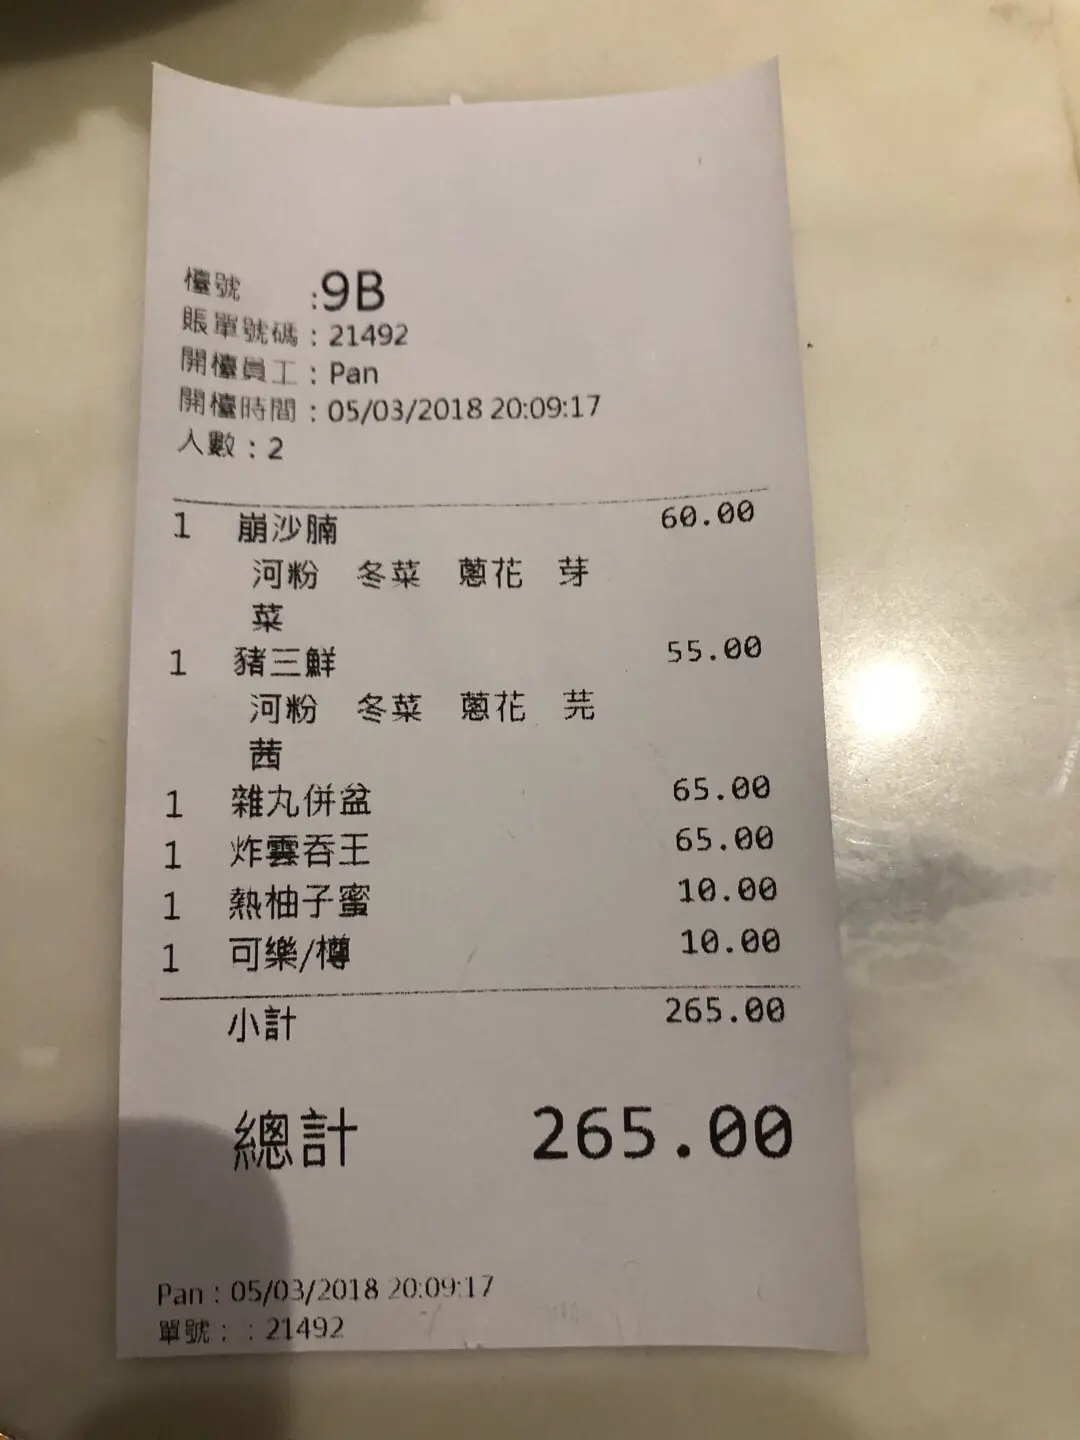 檯號 :9B
賬單號碼 : 21492
開檯員工 : Pan
開檯時間 : 05/03/2018 20:09:17
人數 : 2
1 崩沙腩 60.00
河粉 冬菜 蔥花 芽
菜
1 豬三鮮 55.00
河粉 冬菜 蔥花 芫
茜
1 雜丸併盆 65.00
1 炸雲吞王 65.00
1 熱柚子蜜 10.00
1 可樂/樽 10.00
小計 265.00
總計 265.00
Pan : 05/03/2018 20:09:17
單號 : : 21492